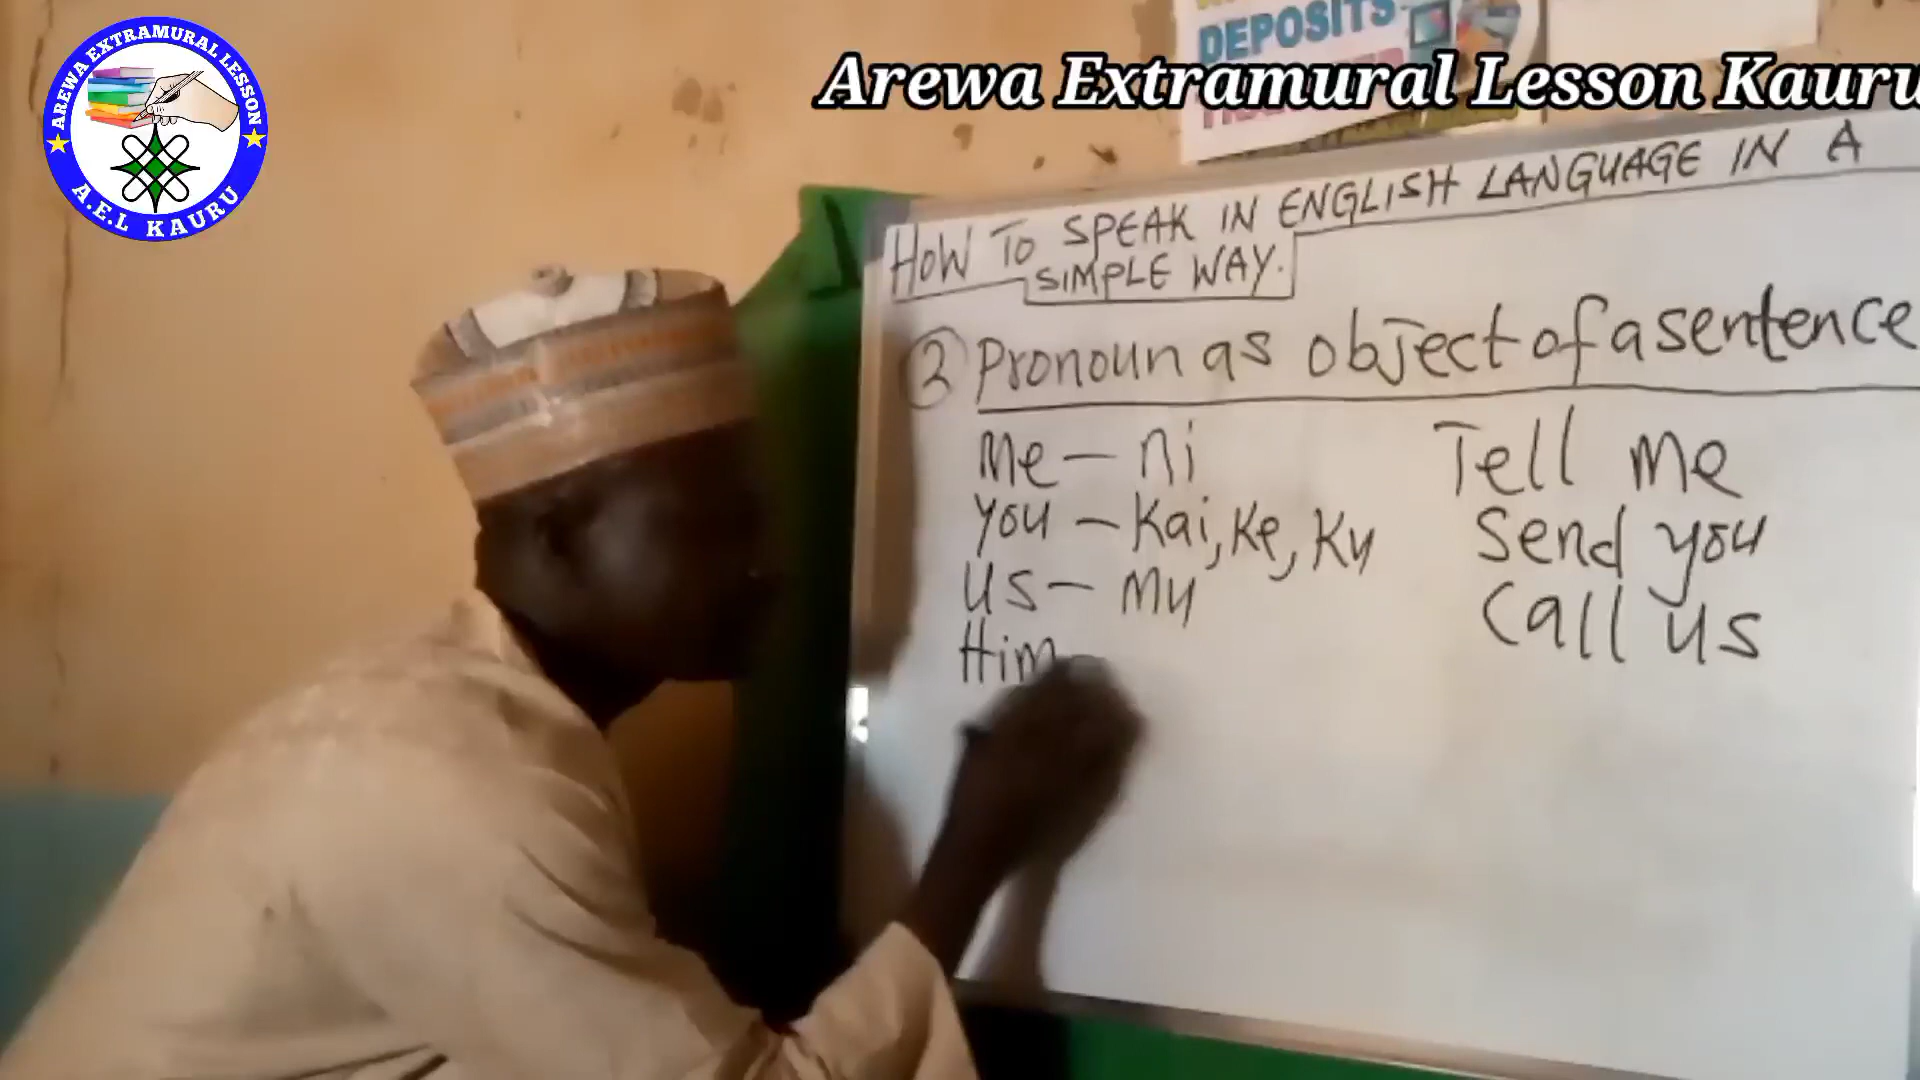 AREWA EXTRAMURAL LESSON
A.E.L KAURU
DEPOSITS
Arewa Extramural Lesson Kauru
HOW TO SPEAK IN ENGLISH LANGUAGE IN A
SIMPLE WAY.
2 Pronoun as object of a sentence
Me — ni Tell me
you — Kai, Ke, Ku Send you
Us — Mu Call us
Him